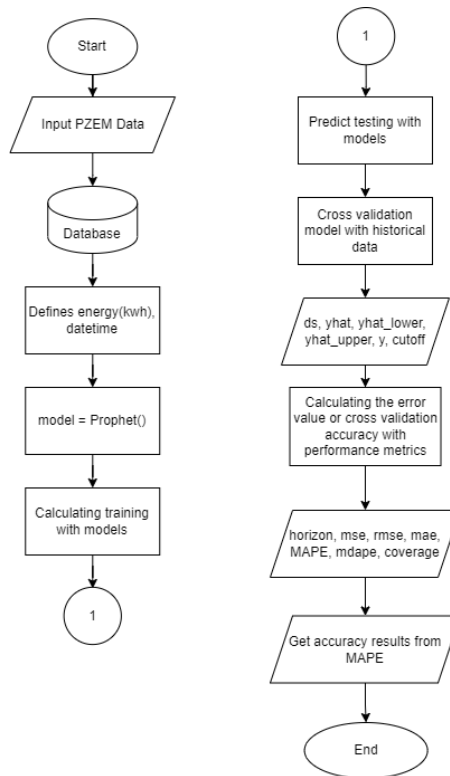 Start
Input PZEM Data
Database
Defines energy(kwh),
datetime
model = Prophet()
Calculating training
with models
1
1
Predict testing with
models
Cross validation
model with historical
data
ds, yhat, yhat_lower,
yhat_upper, y, cutoff
Calculating the error
value or cross validation
accuracy with
performance metrics
horizon, mse, rmse, mae,
MAPE, mdape, coverage
Get accuracy results from
MAPE
End